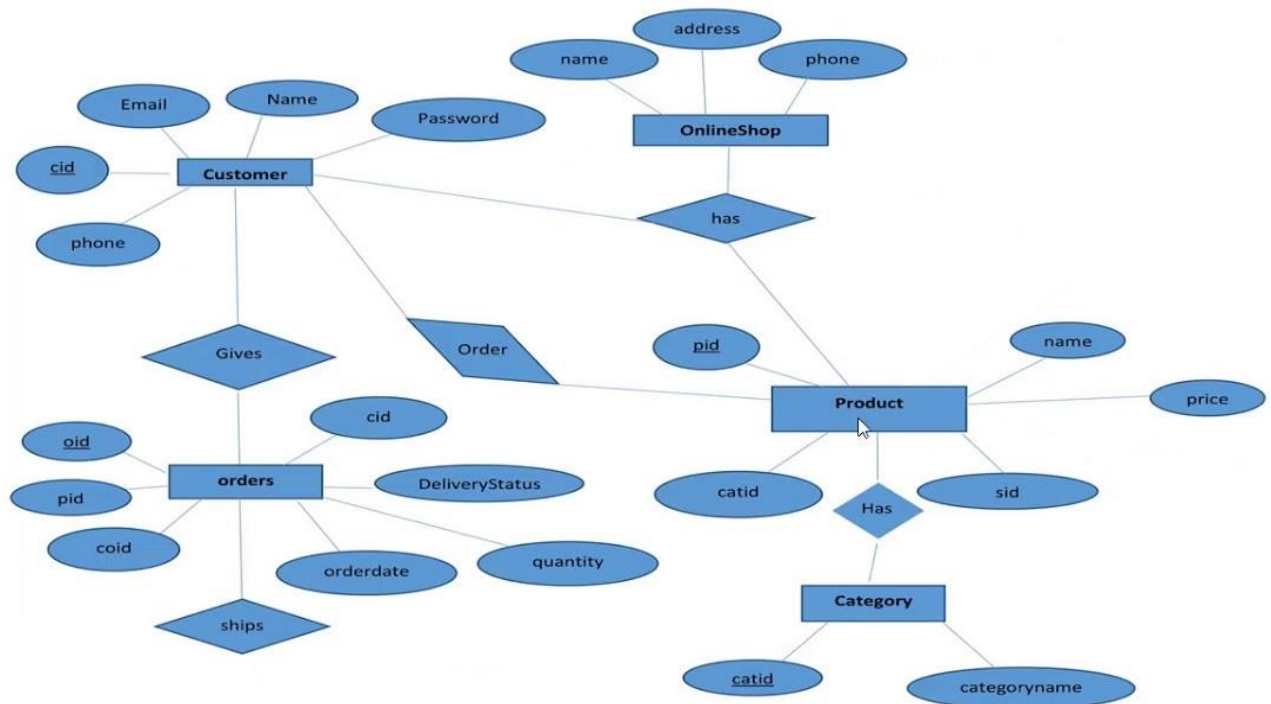 address
name
phone
OnlineShop
Email
Name
Password
cid
Customer
phone
has
Gives
Order
pid
name
Product
price
cid
oid
orders
DeliveryStatus
pid
catid
sid
Has
coid
orderdate
quantity
Category
ships
catid
categoryname